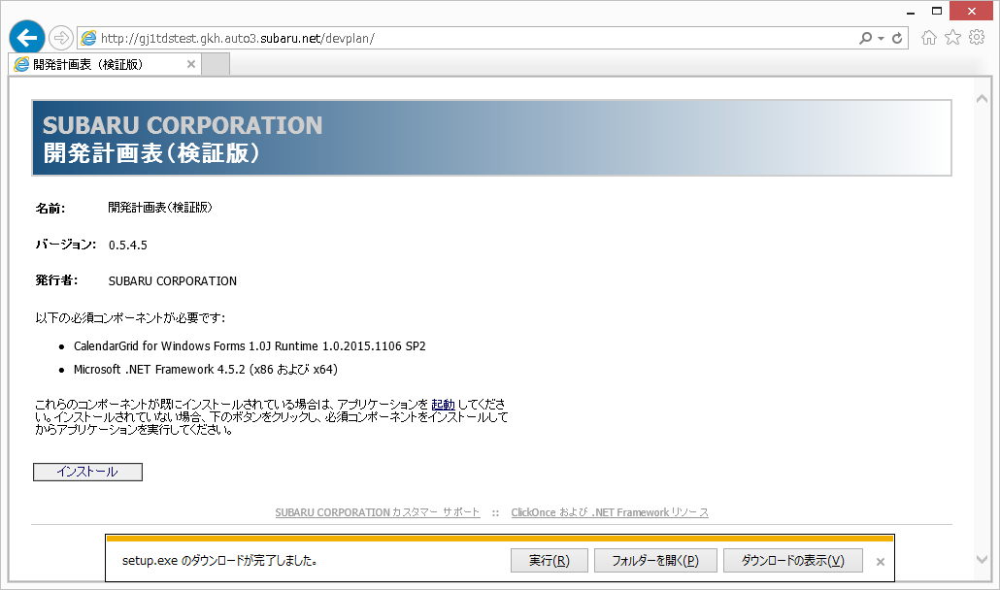 http://gj1tdstest.gkh.auto3.subaru.net/devplan/
開発計画表（検証版）
SUBARU CORPORATION
開発計画表（検証版）
名前: 開発計画表（検証版）
バージョン: 0.5.4.5
発行者: SUBARU CORPORATION
以下の必須コンポーネントが必要です:
• CalendarGrid for Windows Forms 1.0J Runtime 1.0.2015.1106 SP2
• Microsoft .NET Framework 4.5.2 (x86 および x64)
これらのコンポーネントが既にインストールされている場合は、アプリケーションを 起動 してくださ
い。インストールされていない場合、下のボタンをクリックし、必須コンポーネントをインストールして
からアプリケーションを実行してください。
インストール
SUBARU CORPORATION カスタマー サポート :: ClickOnce および .NET Framework リソース
setup.exe のダウンロードが完了しました。 実行(R) フォルダーを開く(P) ダウンロードの表示(V)